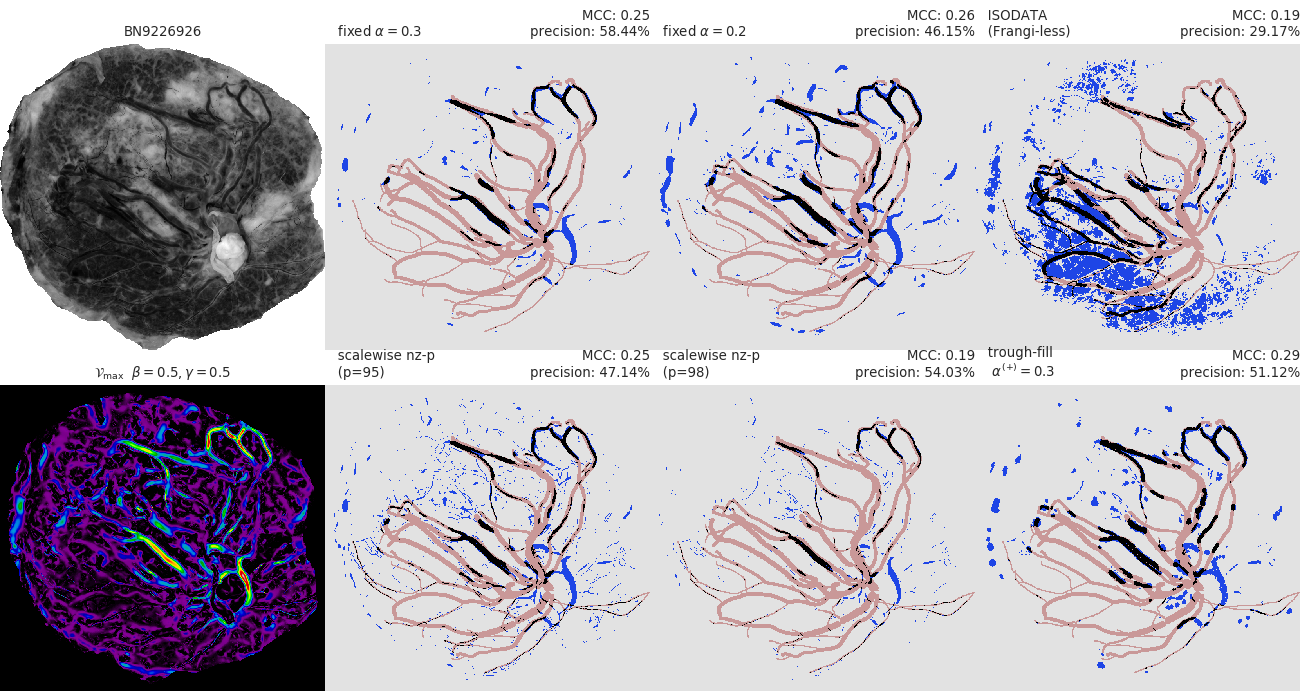 BN9226926
fixed α = 0.3
MCC: 0.25
precision: 58.44%
fixed α = 0.2
MCC: 0.26
precision: 46.15%
ISODATA
(Frangi-less)
MCC: 0.19
precision: 29.17%
𝒱max β = 0.5, γ = 0.5
scalewise nz-p
(p=95)
MCC: 0.25
precision: 47.14%
scalewise nz-p
(p=98)
MCC: 0.19
precision: 54.03%
trough-fill
α⁽⁺⁾ = 0.3
MCC: 0.29
precision: 51.12%